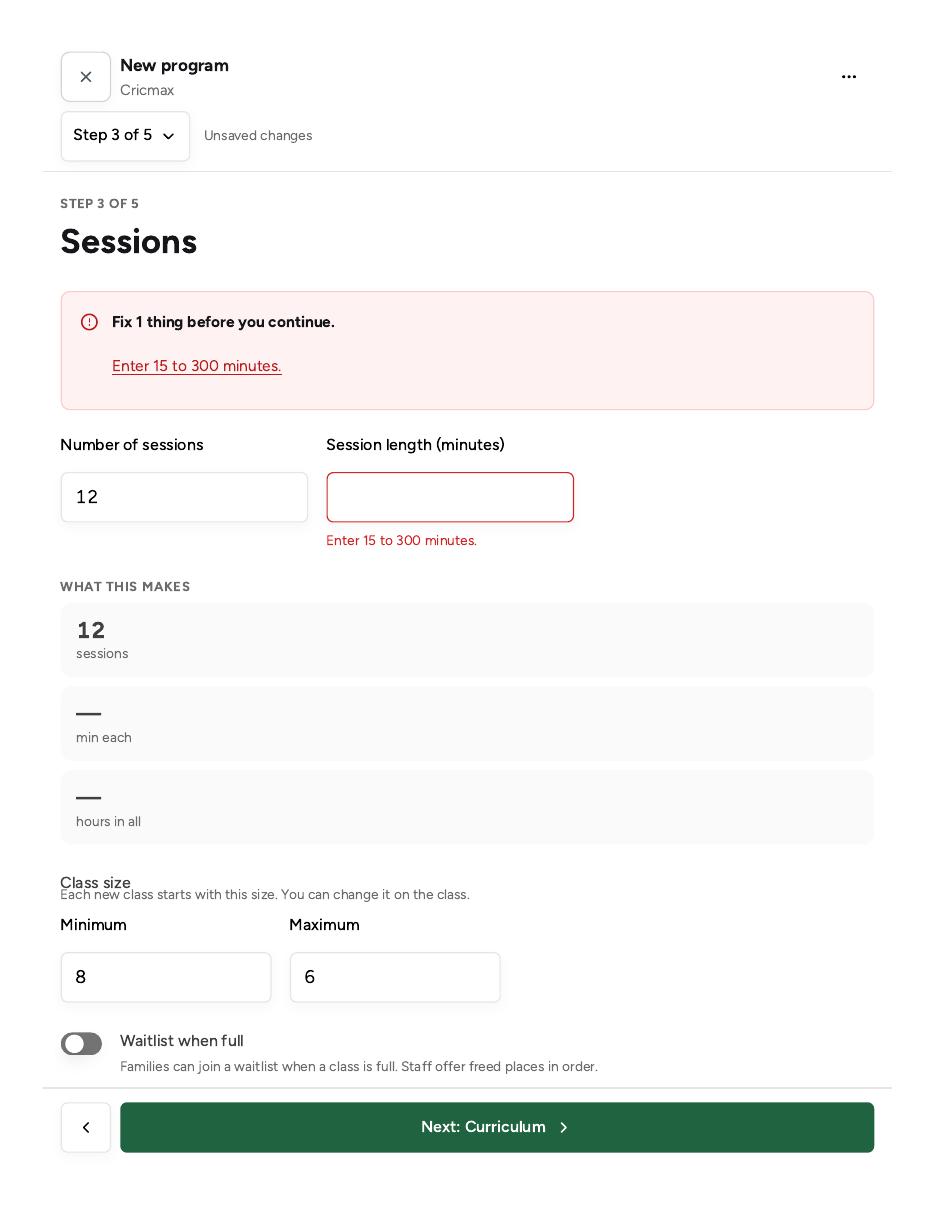 New program
Cricmax
Step 3 of 5
Unsaved changes
STEP 3 OF 5
Sessions
Fix 1 thing before you continue.
Enter 15 to 300 minutes.
Number of sessions
Session length (minutes)
12
Enter 15 to 300 minutes.
WHAT THIS MAKES
12
sessions
—
min each
—
hours in all
Class size
Each new class starts with this size. You can change it on the class.
Minimum
Maximum
8
6
Waitlist when full
Families can join a waitlist when a class is full. Staff offer freed places in order.
Next: Curriculum